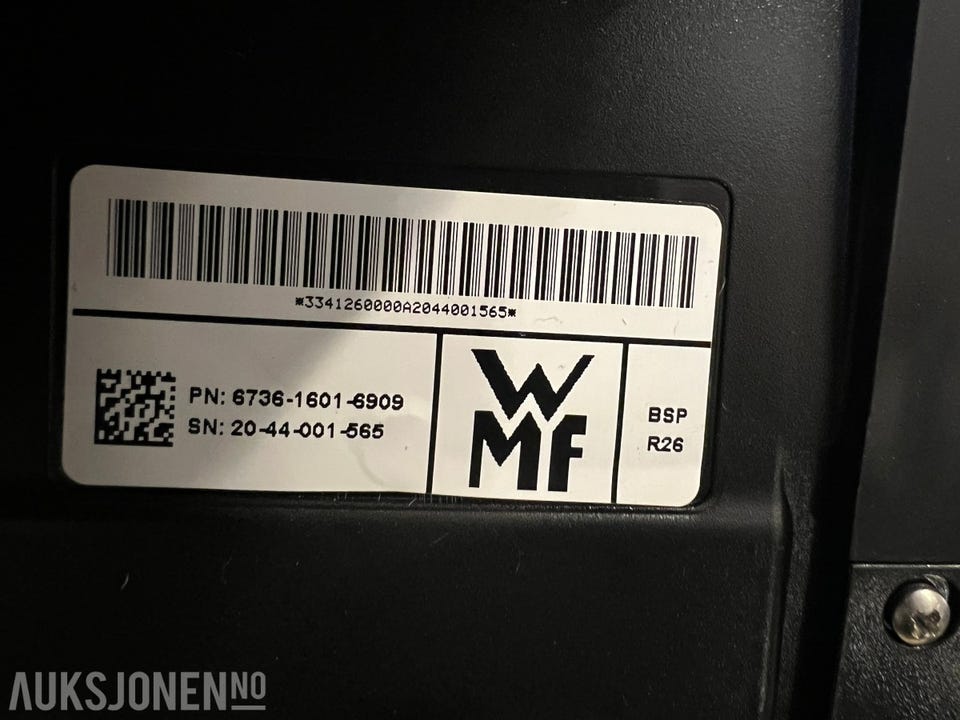 *3341260000A2044001565*
PN: 6736-1601-6909
SN: 20-44-001-565
WMF
BSP
R26
AUKSJONEN.NO